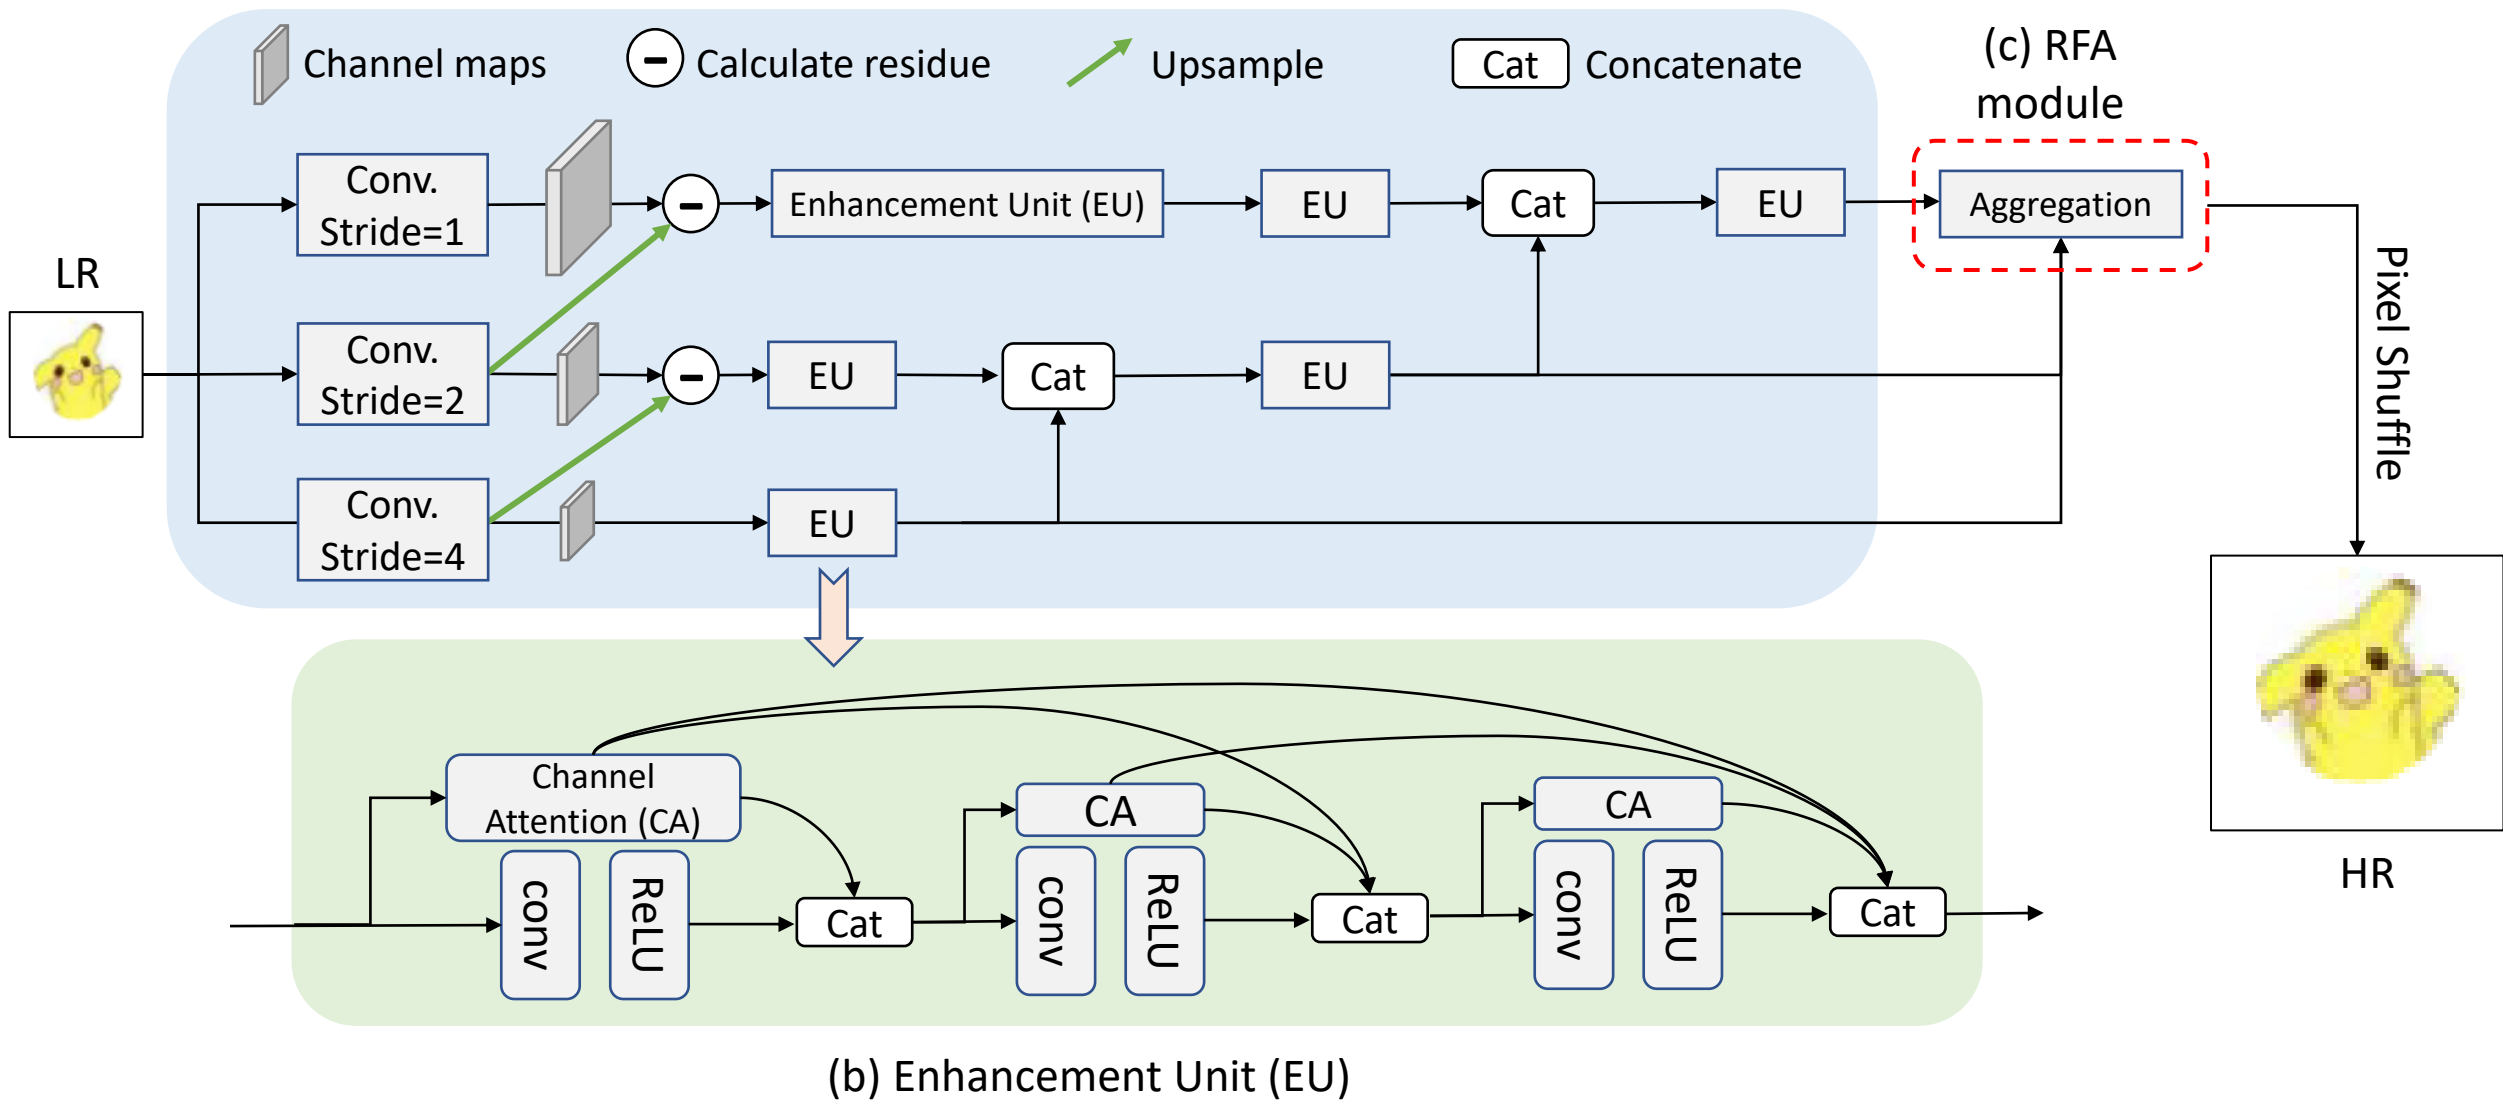 Channel maps
−
Calculate residue
Upsample
Cat
Concatenate
(c) RFA
module
Conv.
Stride=1
−
Enhancement Unit (EU)
EU
Cat
EU
Aggregation
LR
Conv.
Stride=2
−
EU
Cat
EU
Pixel Shuffle
Conv.
Stride=4
EU
Channel
Attention (CA)
conv
ReLU
Cat
CA
conv
ReLU
Cat
CA
conv
ReLU
Cat
HR
(b) Enhancement Unit (EU)